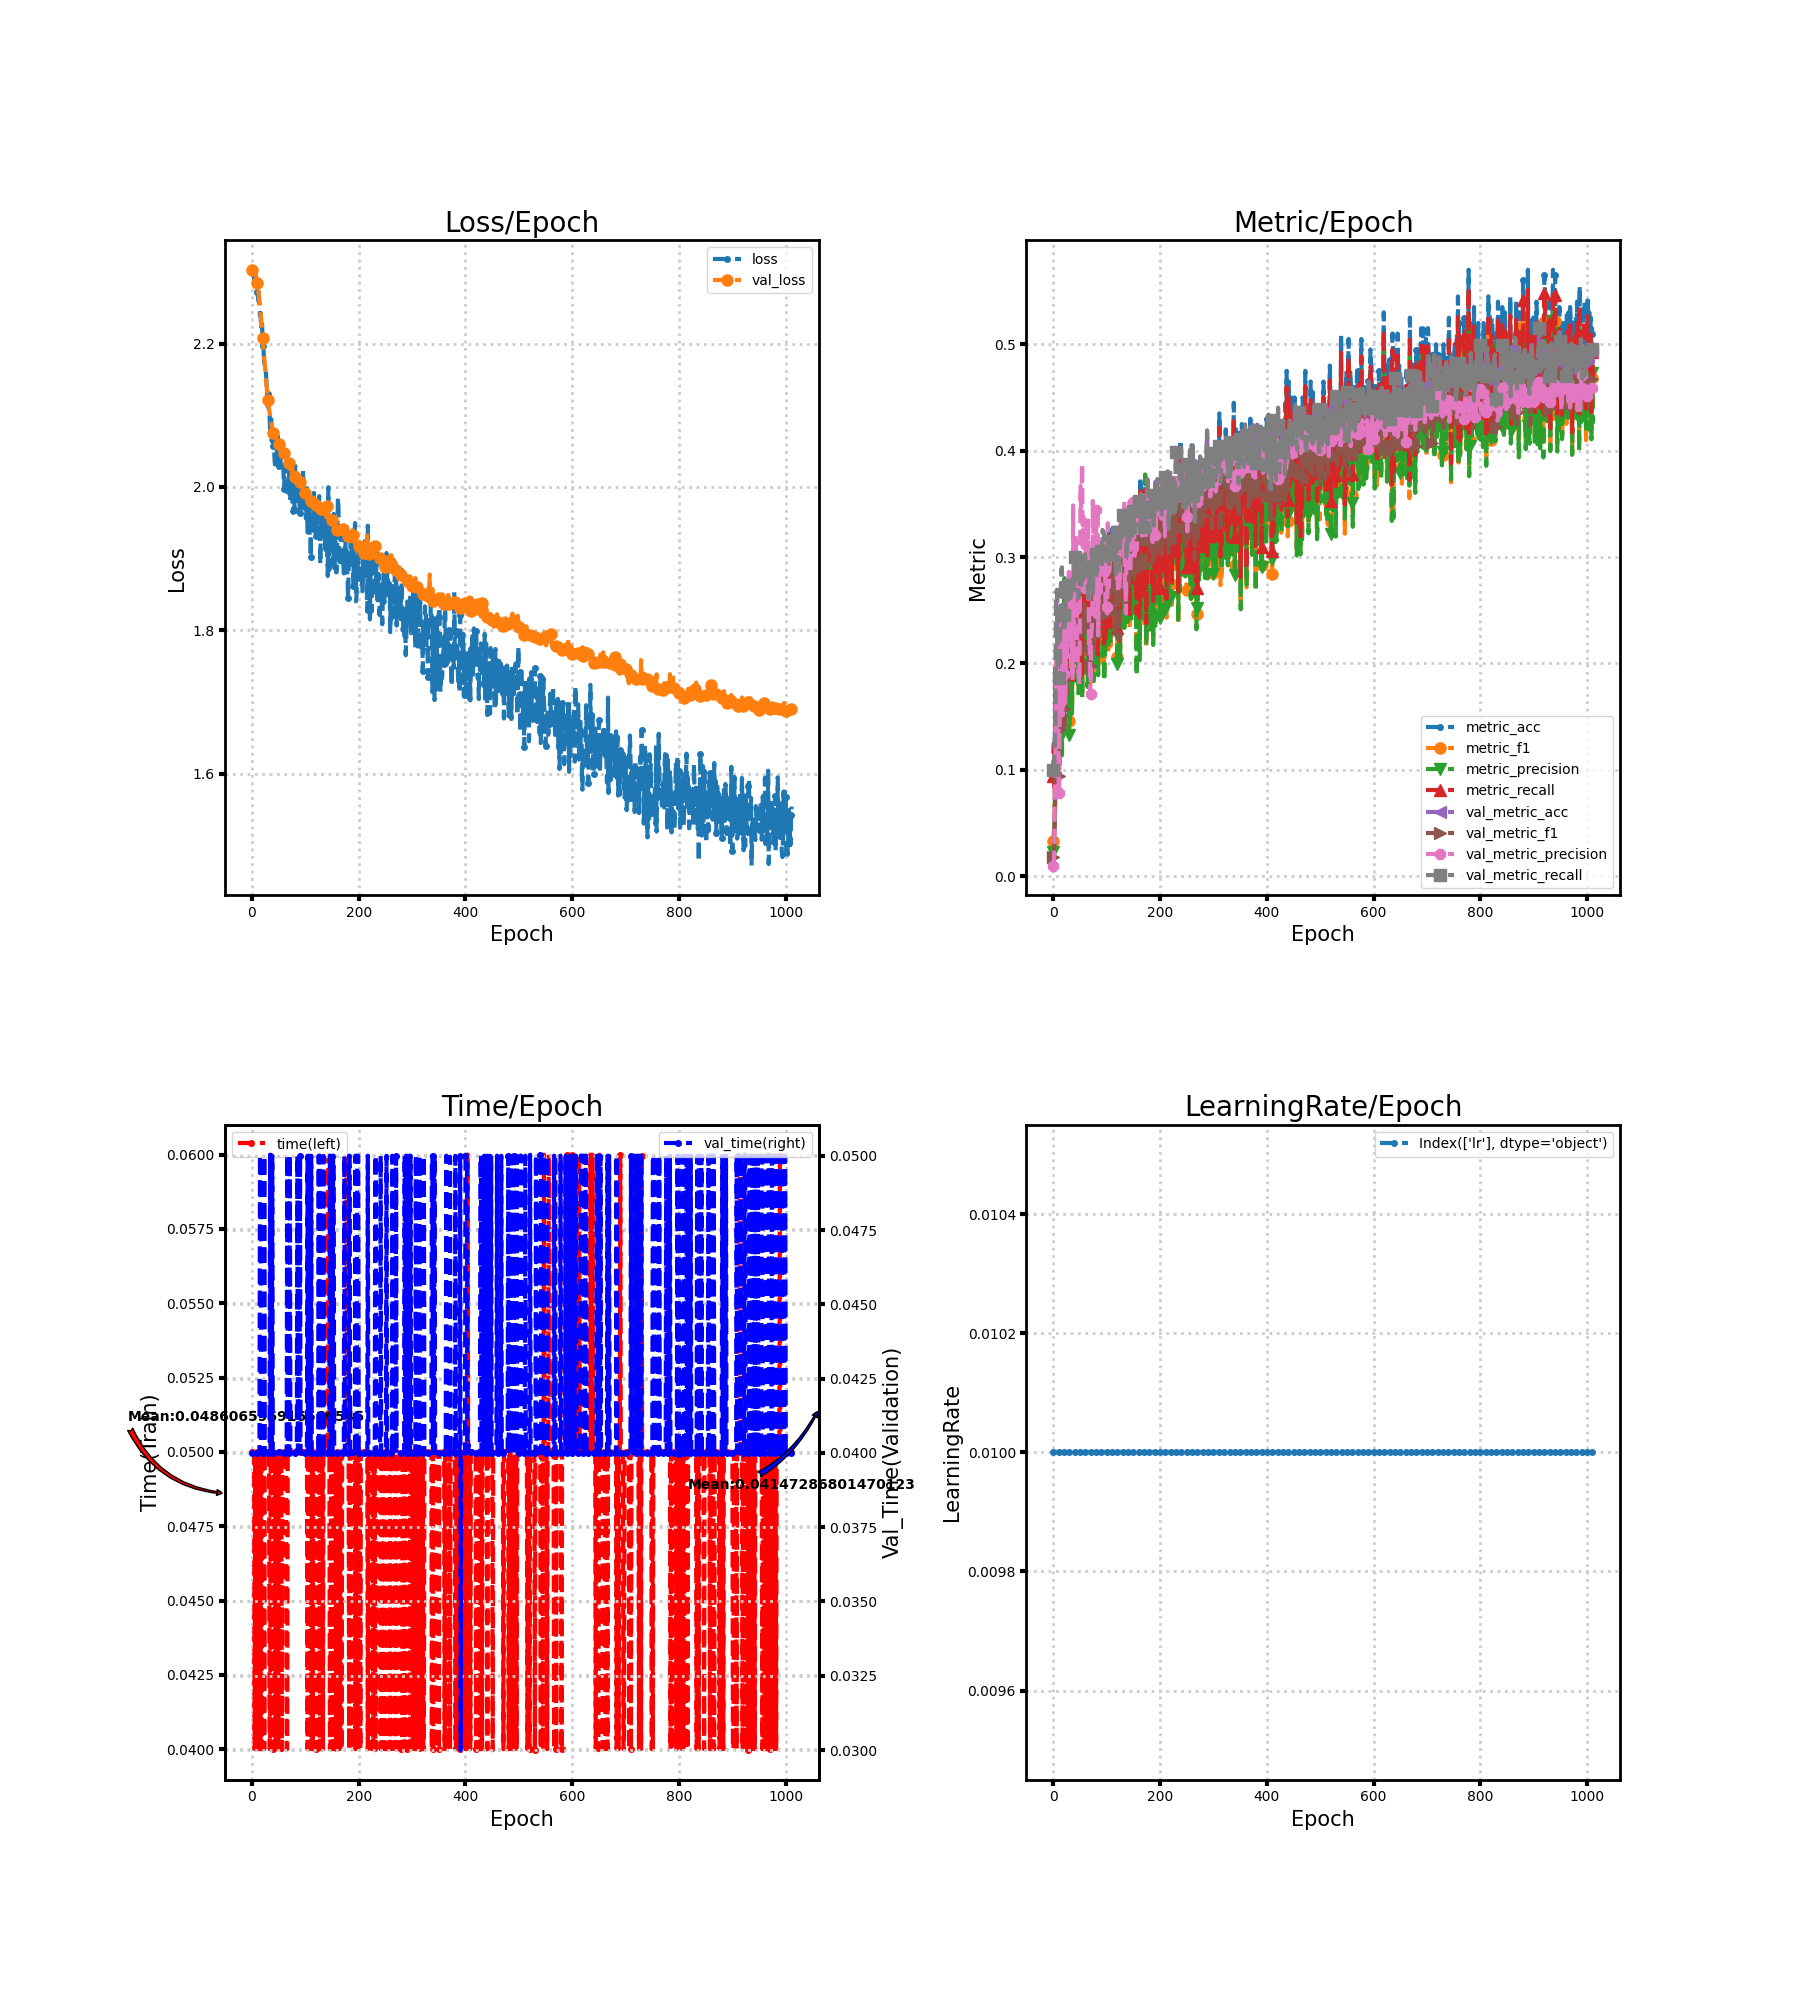 Loss/Epoch
loss
val_loss
2.2
2.0
1.8
1.6
Loss
0
200
400
600
800
1000
Epoch
Metric/Epoch
0.5
0.4
0.3
0.2
0.1
0.0
Metric
metric_acc
metric_f1
metric_precision
metric_recall
val_metric_acc
val_metric_f1
val_metric_precision
val_metric_recall
0
200
400
600
800
1000
Epoch
Time/Epoch
time(left)
val_time(right)
0.0600
0.0575
0.0550
0.0525
0.0500
0.0475
0.0450
0.0425
0.0400
Time(Train)
0.0500
0.0475
0.0450
0.0425
0.0400
0.0375
0.0350
0.0325
0.0300
Val_Time(Validation)
Mean:0.04147286801470123
0
200
400
600
800
1000
Epoch
LearningRate/Epoch
Index(['lr'], dtype='object')
0.0104
0.0102
0.0100
0.0098
0.0096
LearningRate
0
200
400
600
800
1000
Epoch